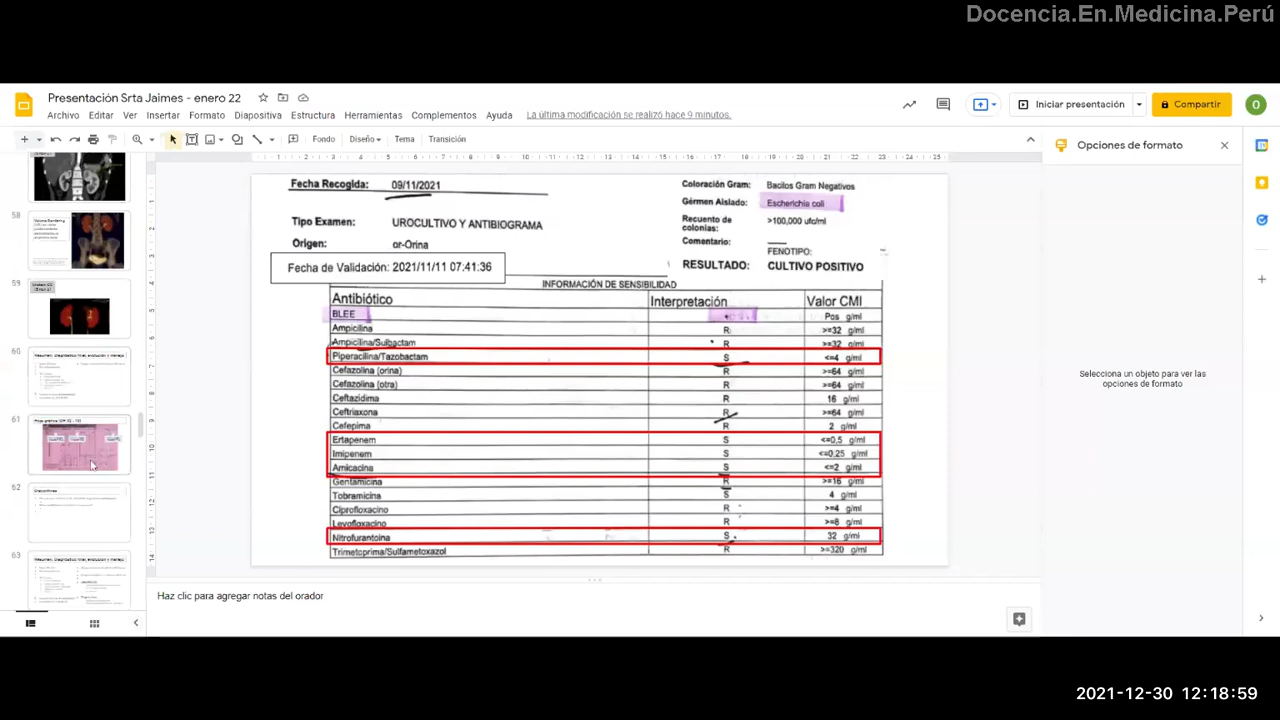 Docencia.En.Medicina.Perú
Presentación Srta Jaimes - enero 22
Iniciar presentación
Compartir
O
Archivo Editar Ver Insertar Formato Diapositiva Estructura Herramientas Complementos Ayuda La última modificación se realizó hace 9 minutos.
Fondo Diseño Tema Transición
Opciones de formato
Selecciona un objeto para ver las
opciones de formato
58
59
60
61
62
63
Fecha Recogida: 09/11/2021
Tipo Examen: UROCULTIVO Y ANTIBIOGRAMA
Origen: or-Orina
Fecha de Validación: 2021/11/11 07:41:36
Coloración Gram: Bacilos Gram Negativos
Gérmen Aislado: Escherichia coli
Recuento de colonias: >100,000 ufc/ml
Comentario:
FENOTIPO:
RESULTADO: CULTIVO POSITIVO
INFORMACIÓN DE SENSIBILIDAD
Antibiótico Interpretación Valor CMI
BLEE + Pos g/ml
Ampicilina R >=32 g/ml
Ampicilina/Sulbactam R >=32 g/ml
Piperacilina/Tazobactam S <=4 g/ml
Cefazolina (orina) R >=64 g/ml
Cefazolina (otra) R >=64 g/ml
Ceftazidima R 16 g/ml
Ceftriaxona R >=64 g/ml
Cefepima R 2 g/ml
Ertapenem S <=0,5 g/ml
Imipenem S <=0,25 g/ml
Amicacina S <=2 g/ml
Gentamicina R >=16 g/ml
Tobramicina S 4 g/ml
Ciprofloxacino R >=4 g/ml
Levofloxacino R >=8 g/ml
Nitrofurantoina S 32 g/ml
Trimetoprima/Sulfametoxazol R >=320 g/ml
Haz clic para agregar notas del orador
2021-12-30 12:18:59